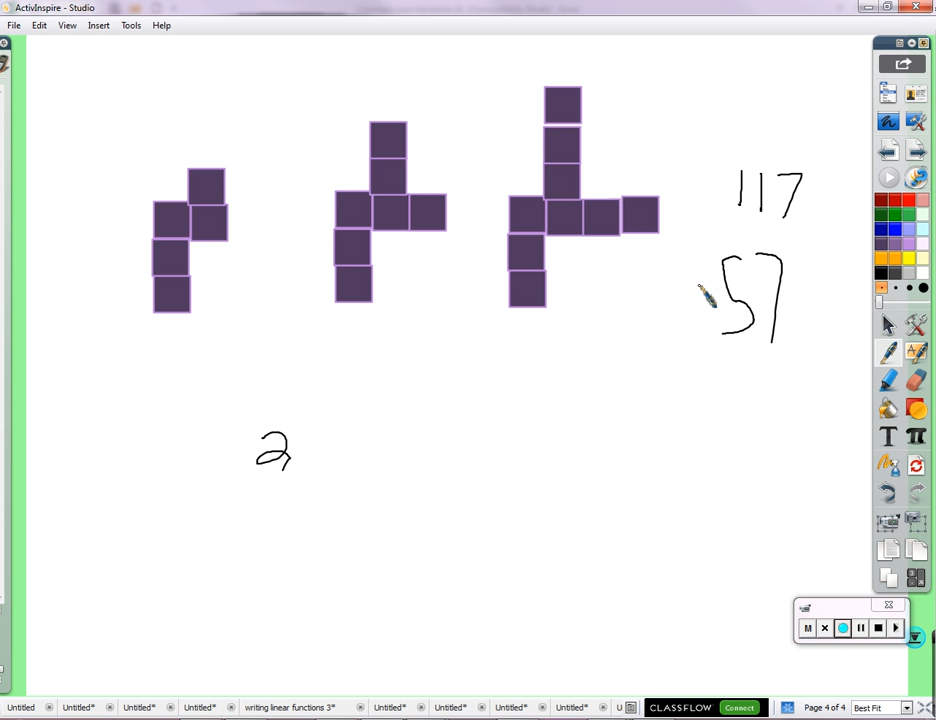 ActivInspire - Studio
File Edit View Insert Tools Help
117
57
2
M
Untitled Untitled* Untitled* Untitled* writing linear functions 3* Untitled* Untitled* Untitled* Untitled* U CLASSFLOW Connect Page 4 of 4 Best Fit